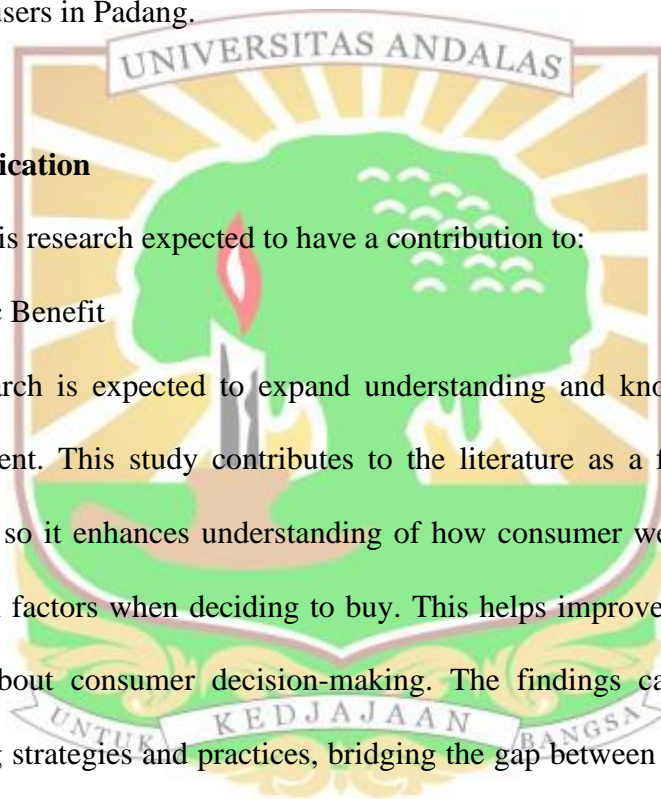 users in Padang.
UNIVERSITAS ANDALAS
ication
is research expected to have a contribution to:
c Benefit
arch is expected to expand understanding and kno
ent. This study contributes to the literature as a f
so it enhances understanding of how consumer we
factors when deciding to buy. This helps improve
bout consumer decision-making. The findings ca
UNTUK KEDJAJAAN BANGSA
g strategies and practices, bridging the gap between